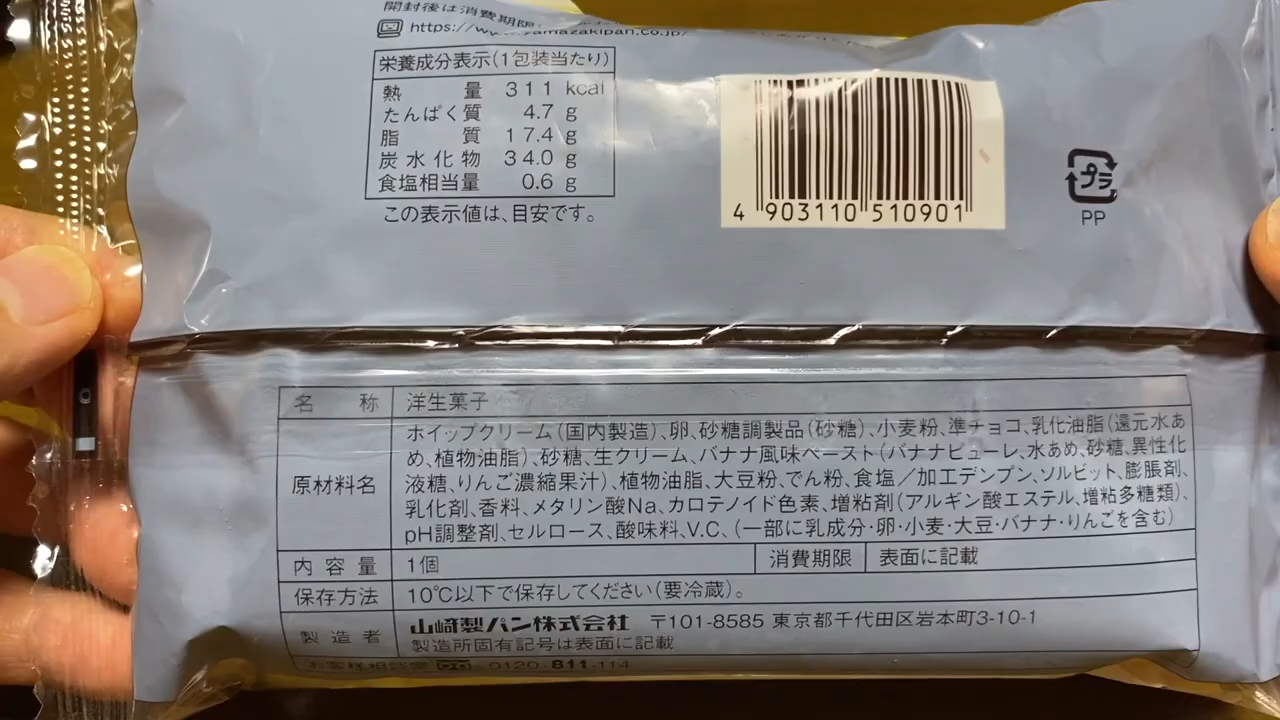 開封後は消費期限
https://www.yamazakipan.co.jp/
栄養成分表示(1包装当たり)
熱量 311 kcal
たんぱく質 4.7 g
脂質 17.4 g
炭水化物 34.0 g
食塩相当量 0.6 g
この表示値は、目安です。
4 903110 510901
プラ
PP
名称 洋生菓子
原材料名 ホイップクリーム(国内製造)、卵、砂糖調製品(砂糖)、小麦粉、準チョコ、乳化油脂(還元水あ
め、植物油脂)、砂糖、生クリーム、バナナ風味ペースト(バナナピューレ、水あめ、砂糖、異性化
液糖、りんご濃縮果汁)、植物油脂、大豆粉、でん粉、食塩/加工デンプン、ソルビット、膨脹剤、
乳化剤、香料、メタリン酸Na、カロテノイド色素、増粘剤(アルギン酸エステル、増粘多糖類)、
pH調整剤、セルロース、酸味料、V.C.、(一部に乳成分・卵・小麦・大豆・バナナ・りんごを含む)
内容量 1個 消費期限 表面に記載
保存方法 10℃以下で保存してください(要冷蔵)。
製造者 山崎製パン株式会社 〒101-8585 東京都千代田区岩本町3-10-1
製造所固有記号は表面に記載
お客様相談室 0120-811-114